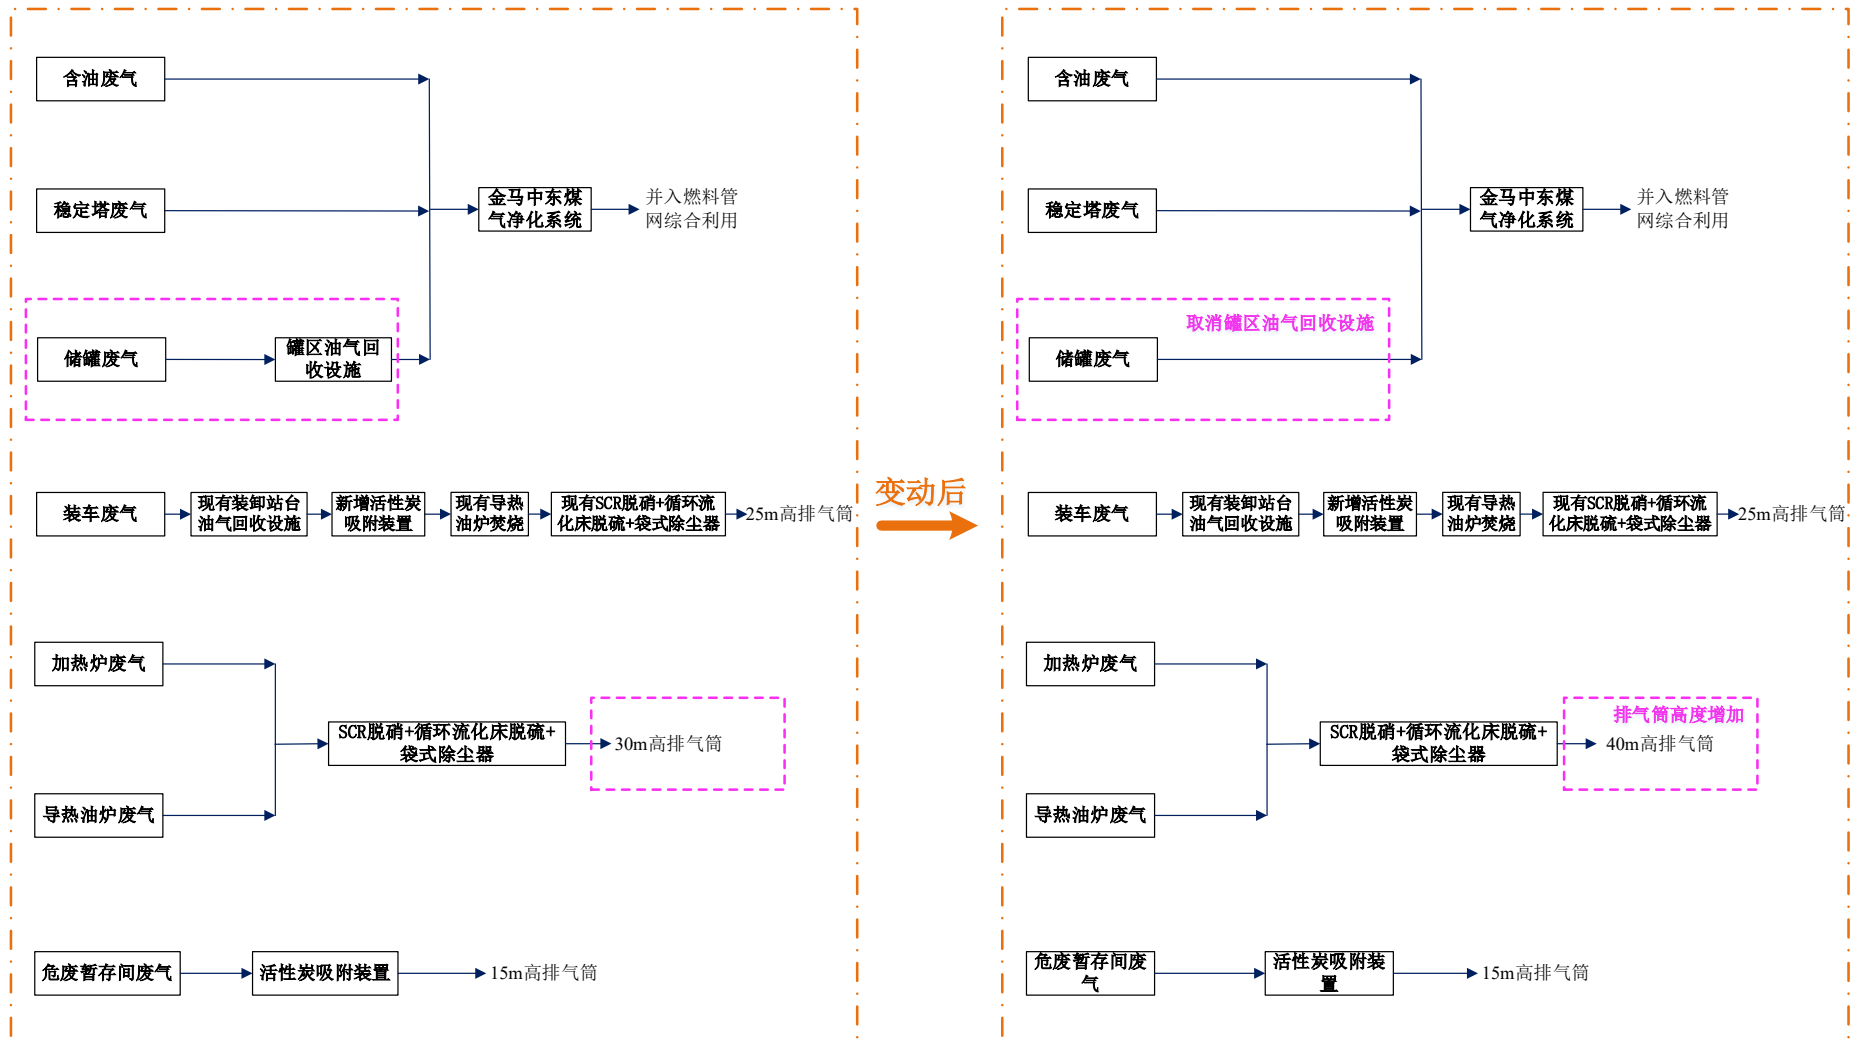 含油废气
稳定塔废气
金马中东煤
气净化系统
并入燃料管
网综合利用
储罐废气
罐区油气回
收设施
装车废气
现有装卸站台
油气回收设施
新增活性炭
吸附装置
现有导热
油炉焚烧
现有SCR脱硝+循环流
化床脱硫+袋式除尘器
25m高排气筒
加热炉废气
SCR脱硝+循环流化床脱硫+
袋式除尘器
30m高排气筒
导热油炉废气
危废暂存间废气
活性炭吸附装置
15m高排气筒
变动后
含油废气
稳定塔废气
金马中东煤
气净化系统
并入燃料管
网综合利用
取消罐区油气回收设施
储罐废气
装车废气
现有装卸站台
油气回收设施
新增活性炭
吸附装置
现有导热
油炉焚烧
现有SCR脱硝+循环流
化床脱硫+袋式除尘器
25m高排气筒
加热炉废气
SCR脱硝+循环流化床脱硫+
袋式除尘器
排气筒高度增加
40m高排气筒
导热油炉废气
危废暂存间废
气
活性炭吸附装
置
15m高排气筒